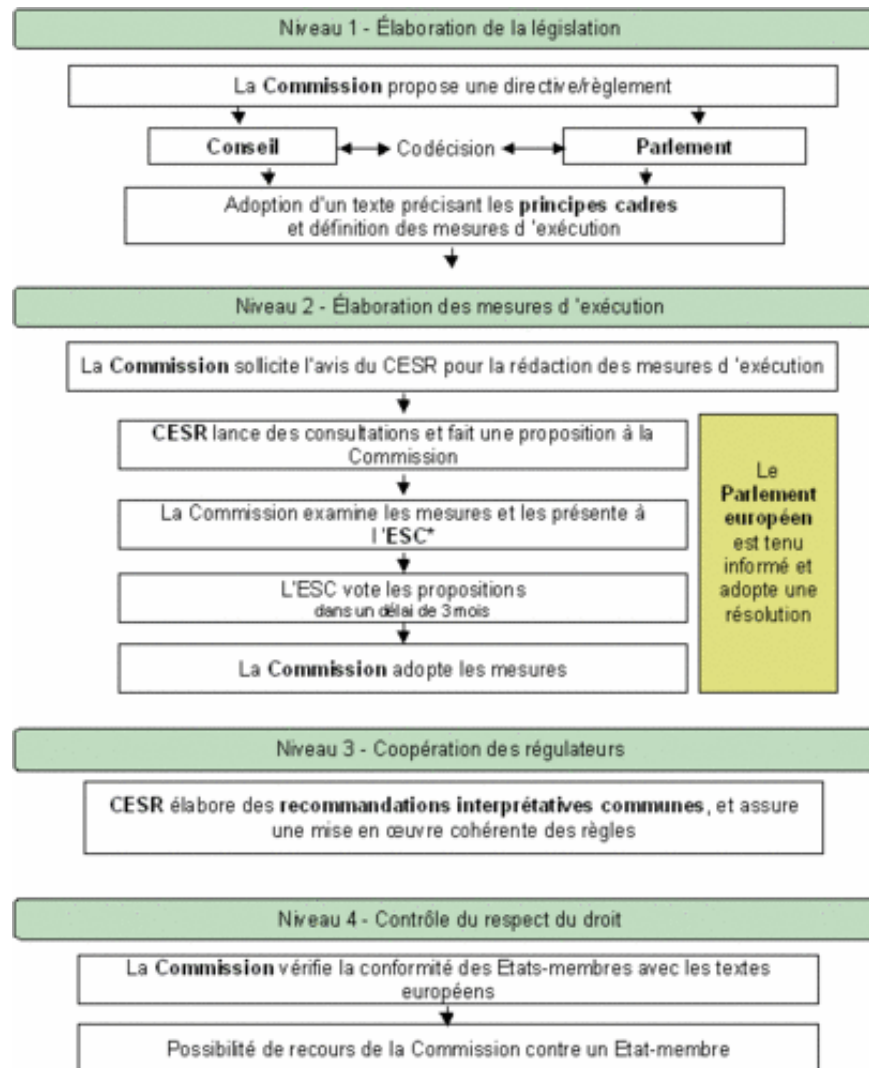 Niveau 1 - Élaboration de la législation
La Commission propose une directive/règlement
Conseil
Codécision
Parlement
Adoption d'un texte précisant les principes cadres
et définition des mesures d 'exécution
Niveau 2 - Élaboration des mesures d 'exécution
La Commission sollicite l'avis du CESR pour la rédaction des mesures d 'exécution
CESR lance des consultations et fait une proposition à la
Commission
La Commission examine les mesures et les présente à
l 'ESC*
L'ESC vote les propositions
dans un délai de 3 mois
La Commission adopte les mesures
Le
Parlement
européen
est tenu
informé et
adopte une
résolution
Niveau 3 - Coopération des régulateurs
CESR élabore des recommandations interprétatives communes, et assure
une mise en œuvre cohérente des règles
Niveau 4 - Contrôle du respect du droit
La Commission vérifie la conformité des Etats-membres avec les textes
européens
Possibilité de recours de la Commission contre un Etat-membre